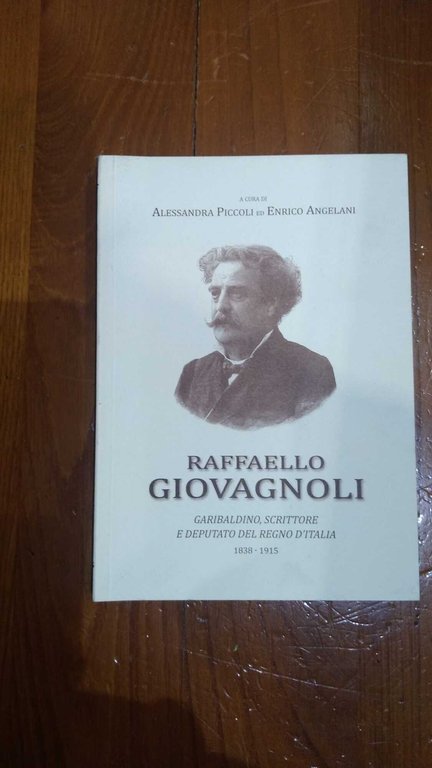 A CURA DI
ALESSANDRA PICCOLI ED ENRICO ANGELANI
RAFFAELLO
GIOVAGNOLI
GARIBALDINO, SCRITTORE
E DEPUTATO DEL REGNO D'ITALIA
1838 - 1915